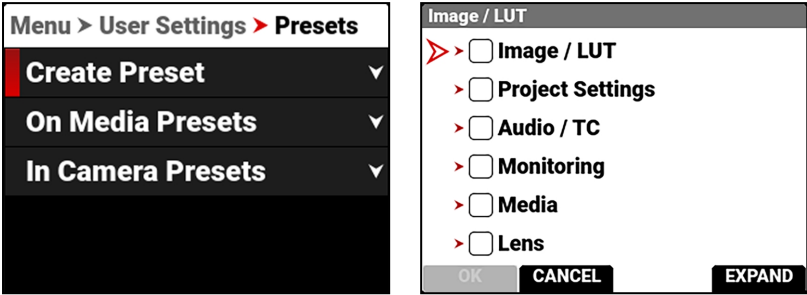 Menu > User Settings > Presets
Create Preset
On Media Presets
In Camera Presets
Image / LUT
Image / LUT
Project Settings
Audio / TC
Monitoring
Media
Lens
OK CANCEL EXPAND